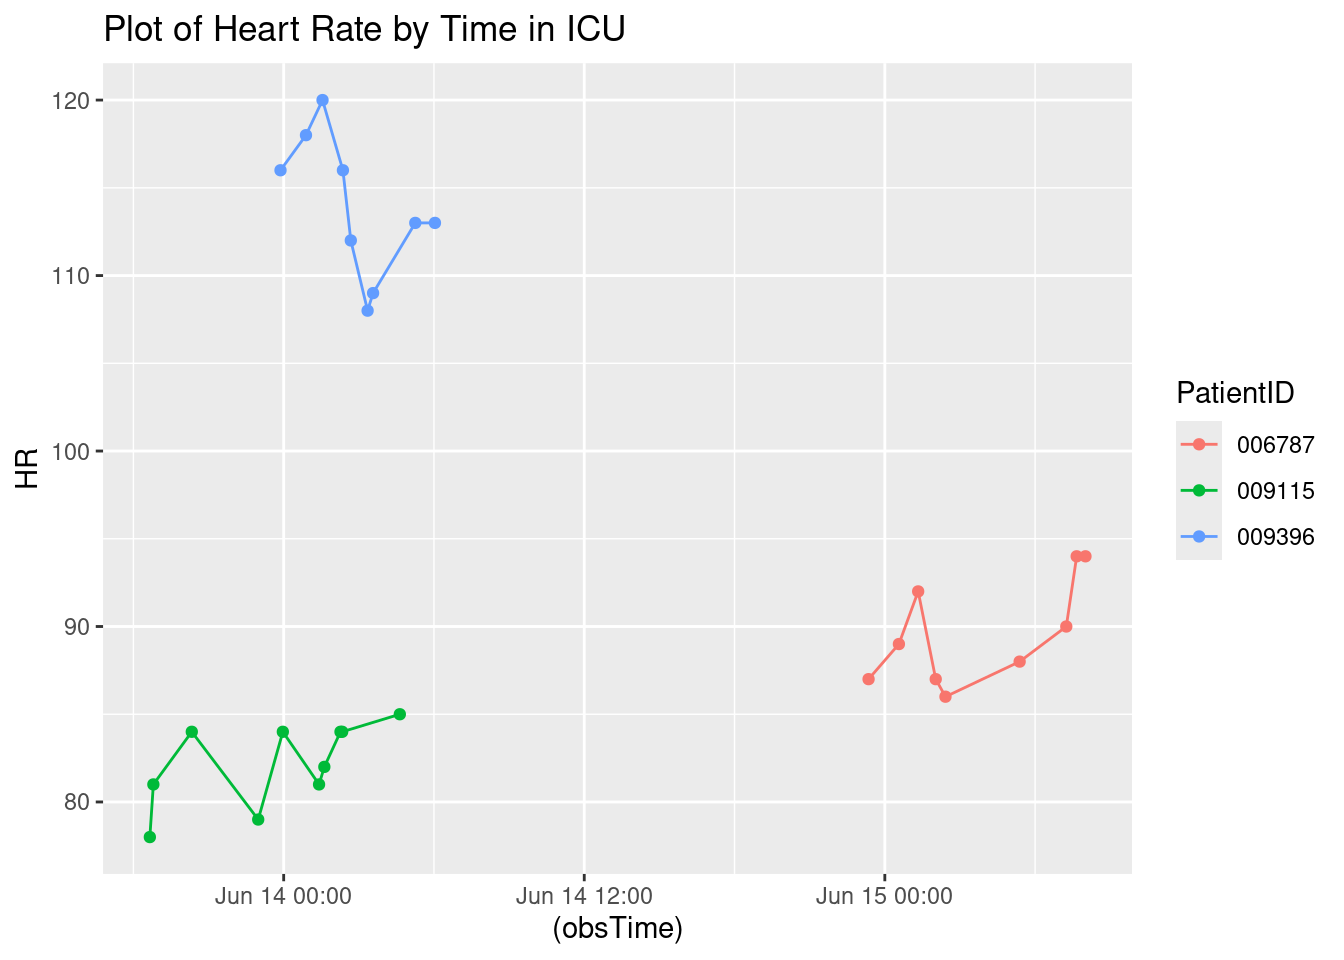 Plot of Heart Rate by Time in ICU
120
110
100
90
80
HR
Jun 14 00:00
Jun 14 12:00
Jun 15 00:00
(obsTime)
PatientID
006787
009115
009396